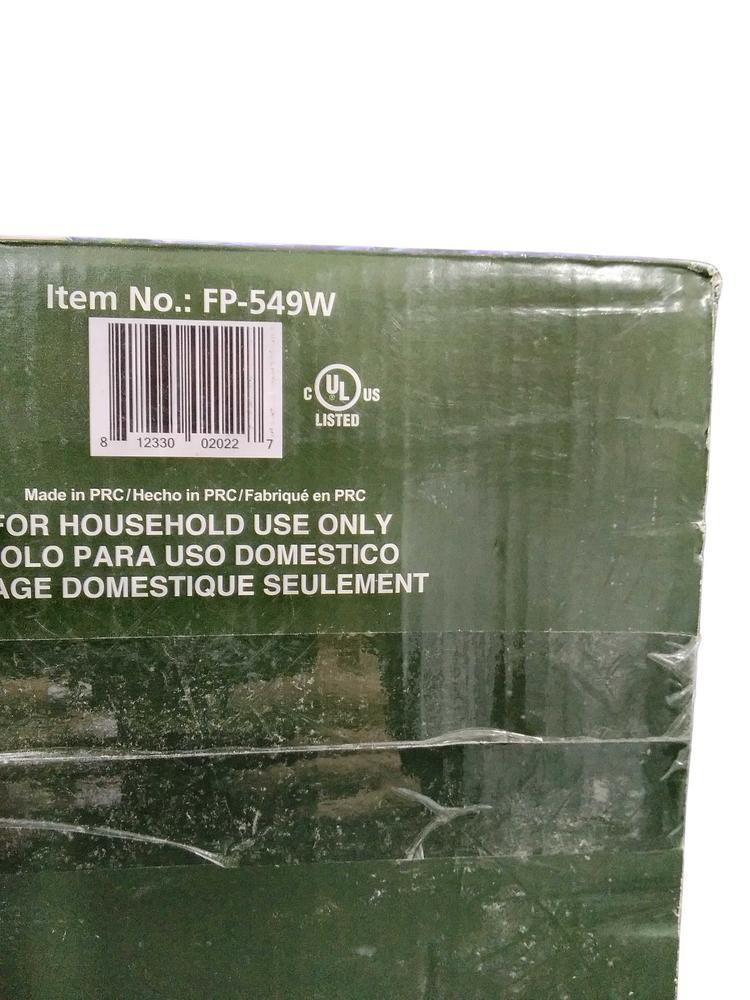 Item No.: FP-549W
8 12330 02022 7
C UL US
LISTED
Made in PRC/Hecho in PRC/Fabriqué en PRC
FOR HOUSEHOLD USE ONLY
OLO PARA USO DOMESTICO
AGE DOMESTIQUE SEULEMENT